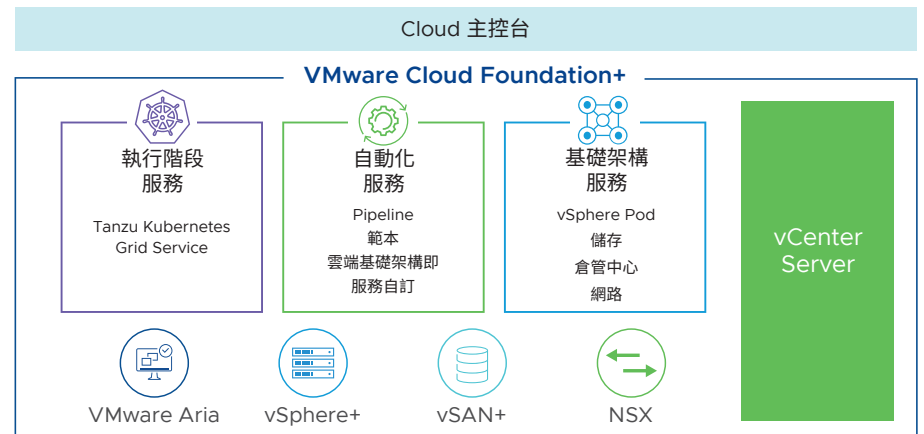 Cloud 主控台
VMware Cloud Foundation+
執行階段
服務
Tanzu Kubernetes
Grid Service
自動化
服務
Pipeline
範本
雲端基礎架構即
服務自訂
基礎架構
服務
vSphere Pod
儲存
倉管中心
網路
vCenter
Server
VMware Aria
vSphere+
vSAN+
NSX